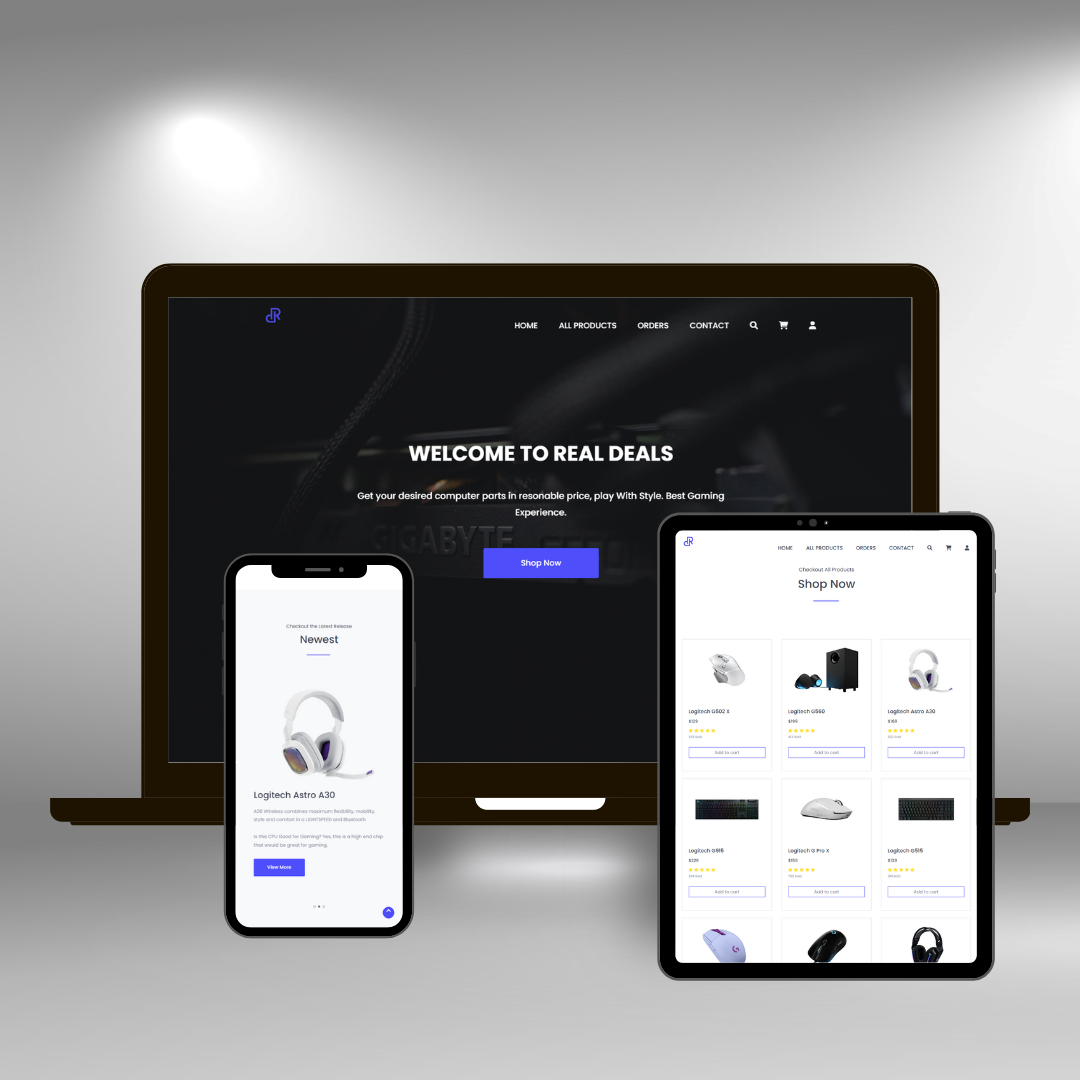 HOME ALL PRODUCTS ORDERS CONTACT
WELCOME TO REAL DEALS
Get your desired computer parts in resonable price, play With Style. Best Gaming
Experience.
GIGABYTE
Shop Now
Checkout the Latest Release
Newest
Logitech Astro A30
A30 Wireless combines maximum flexibility, mobility,
style and comfort in a LIGHTSPEED and Bluetooth
Is this CPU Good for Gaming? Yes, this is a high end chip
that would be great for gaming.
View More
HOME ALL PRODUCTS ORDERS CONTACT
Checkout All Products
Shop Now
Logitech G502 X
$129
Add to cart
Logitech G560
$199
Add to cart
Logitech Astro A30
Add to cart
Logitech G915
$229
Add to cart
Logitech G Pro X
Add to cart
Logitech G515
$139
Add to cart